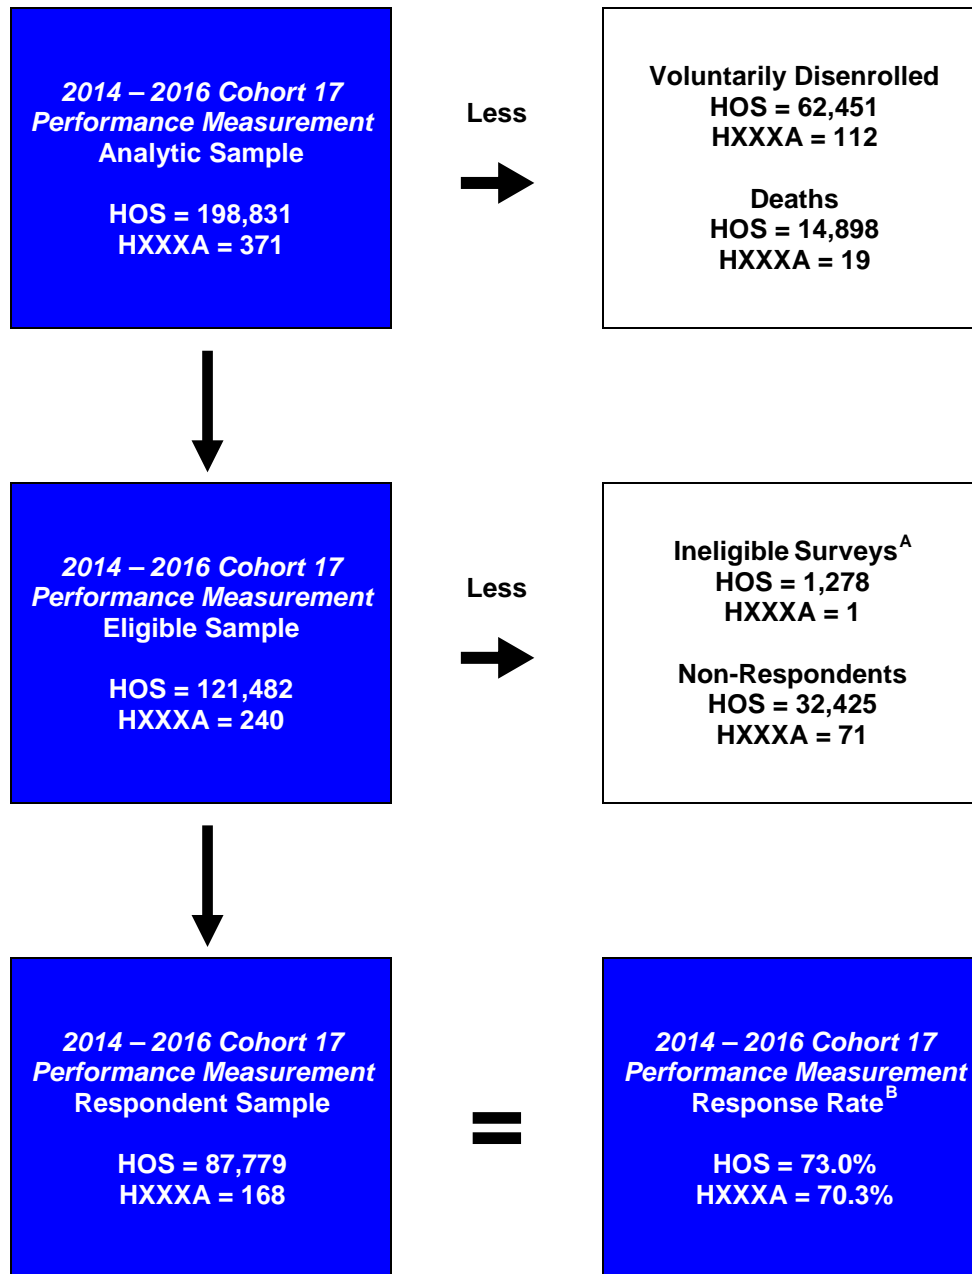 2014 – 2016 Cohort 17
Performance Measurement
Analytic Sample
HOS = 198,831
HXXXA = 371
Less
Voluntarily Disenrolled
HOS = 62,451
HXXXA = 112
Deaths
HOS = 14,898
HXXXA = 19
2014 – 2016 Cohort 17
Performance Measurement
Eligible Sample
HOS = 121,482
HXXXA = 240
Less
Ineligible Surveys^A
HOS = 1,278
HXXXA = 1
Non-Respondents
HOS = 32,425
HXXXA = 71
2014 – 2016 Cohort 17
Performance Measurement
Respondent Sample
HOS = 87,779
HXXXA = 168
=
2014 – 2016 Cohort 17
Performance Measurement
Response Rate^B
HOS = 73.0%
HXXXA = 70.3%